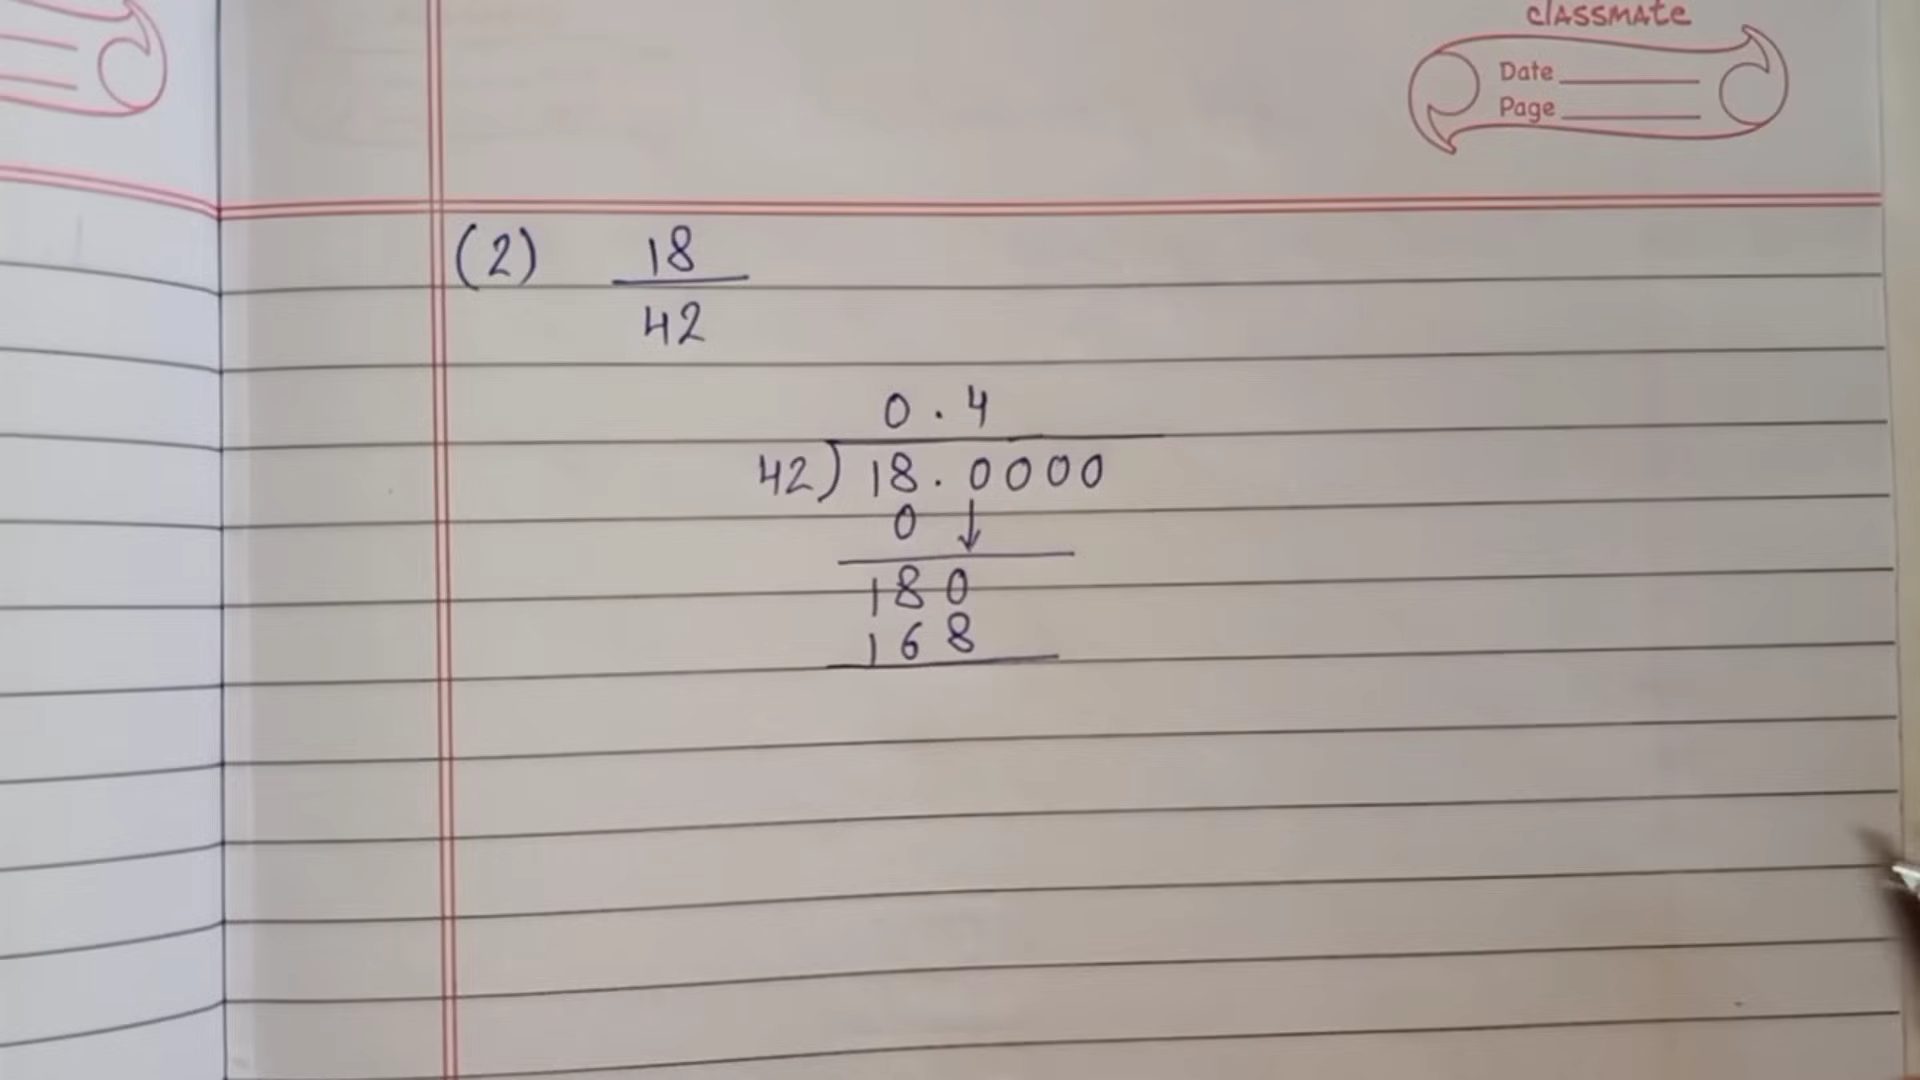 classmate
Date
Page
(2) 18
42
0.4
42) 18.0000
0 ↓
180
168